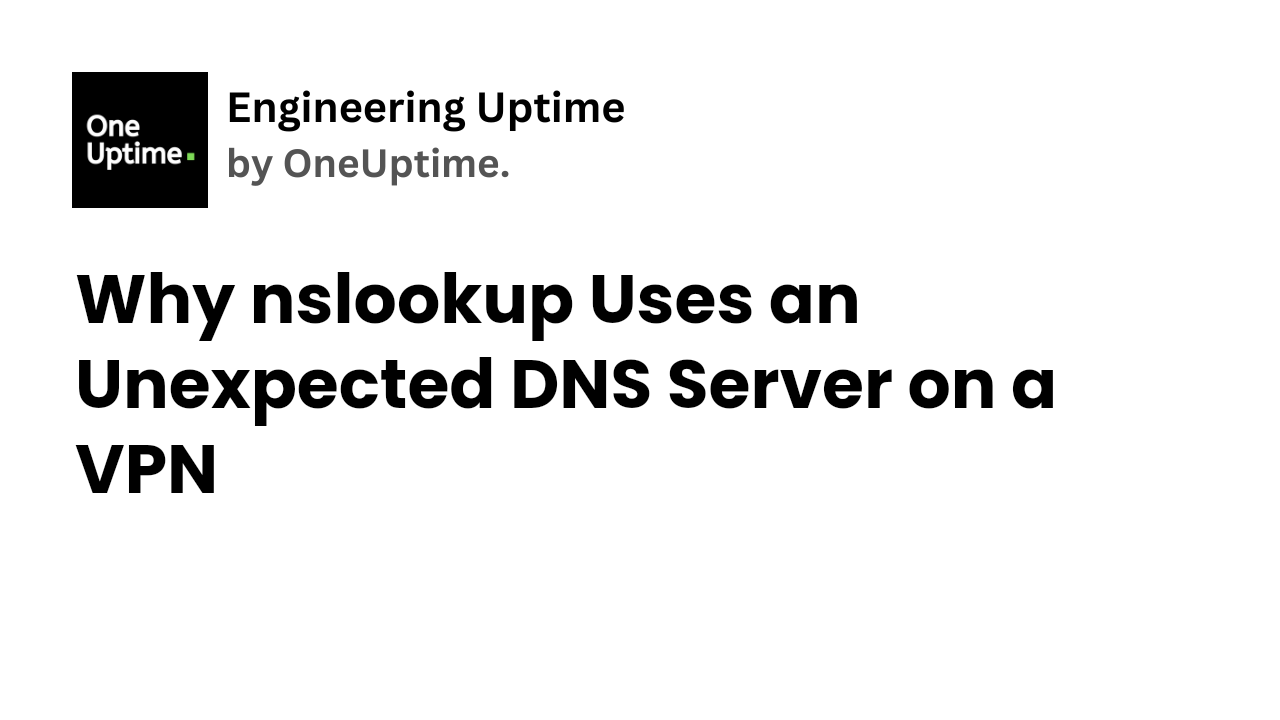 One
Uptime
Engineering Uptime
by OneUptime.
Why nslookup Uses an
Unexpected DNS Server on a
VPN